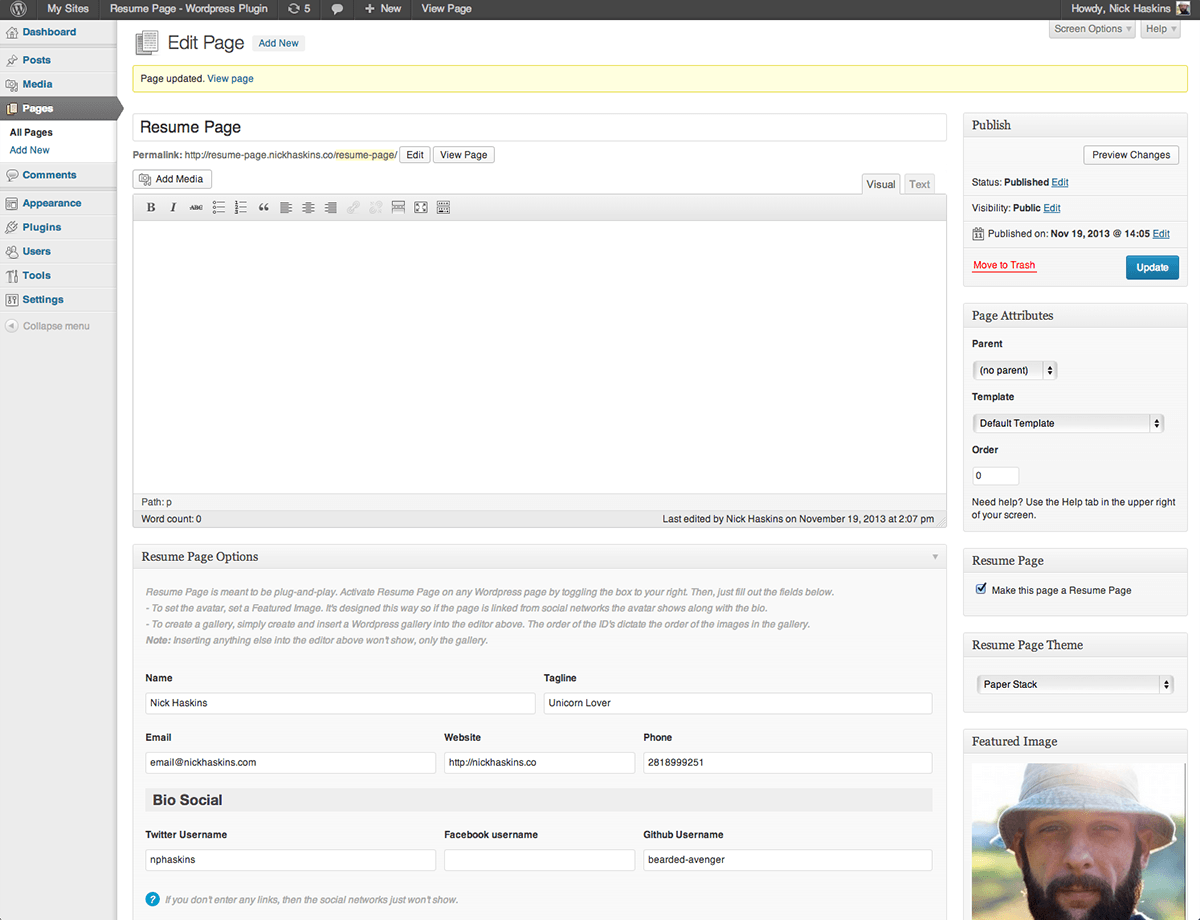 My Sites Resume Page - Wordpress Plugin 5 + New View Page Howdy, Nick Haskins
Screen Options Help
Dashboard
Posts
Media
Pages
All Pages
Add New
Comments
Appearance
Plugins
Users
Tools
Settings
Collapse menu
Edit Page Add New
Page updated. View page
Resume Page
Permalink: http://resume-page.nickhaskins.co/resume-page/ Edit View Page
Add Media
Visual Text
B I ABC
Path: p
Word count: 0 Last edited by Nick Haskins on November 19, 2013 at 2:07 pm
Resume Page Options
Resume Page is meant to be plug-and-play. Activate Resume Page on any Wordpress page by toggling the box to your right. Then, just fill out the fields below.
- To set the avatar, set a Featured Image. It's designed this way so if the page is linked from social networks the avatar shows along with the bio.
- To create a gallery, simply create and insert a Wordpress gallery into the editor above. The order of the ID's dictate the order of the images in the gallery.
Note: Inserting anything else into the editor above won't show, only the gallery.
Name Tagline
Nick Haskins Unicorn Lover
Email Website Phone
email@nickhaskins.com http://nickhaskins.co 2818999251
Bio Social
Twitter Username Facebook username Github Username
nphaskins bearded-avenger
? If you don't enter any links, then the social networks just won't show.
Publish
Preview Changes
Status: Published Edit
Visibility: Public Edit
Published on: Nov 19, 2013 @ 14:05 Edit
Move to Trash Update
Page Attributes
Parent
(no parent)
Template
Default Template
Order
0
Need help? Use the Help tab in the upper right
of your screen.
Resume Page
Make this page a Resume Page
Resume Page Theme
Paper Stack
Featured Image